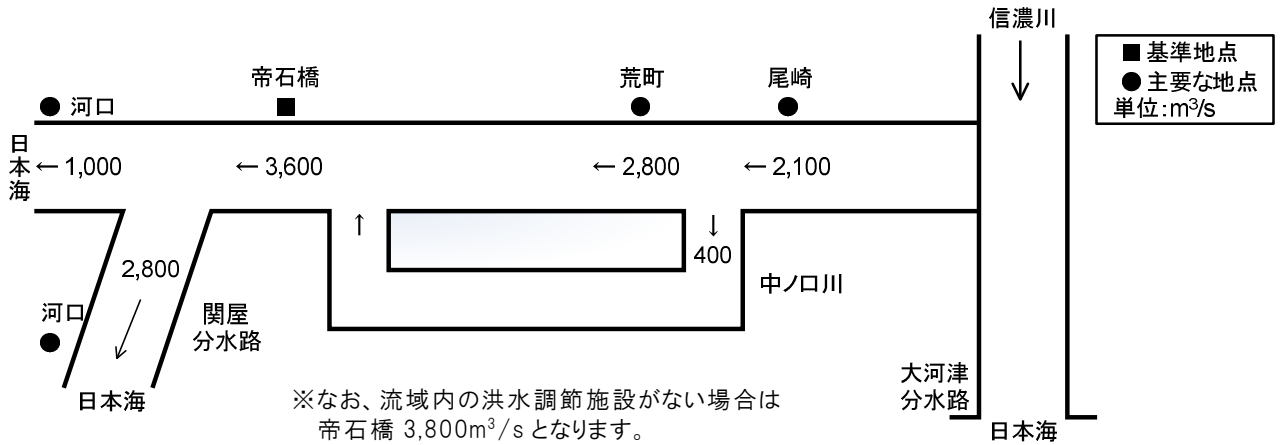 信濃川
■ 基準地点
● 主要な地点
単位:m³/s
帝石橋
荒町
尾崎
河口
日本海
← 1,000
← 3,600
← 2,800
← 2,100
↑
↓
400
2,800
中ノ口川
河口
関屋
分水路
日本海
大河津
分水路
日本海
※なお、流域内の洪水調節施設がない場合は
帝石橋 3,800m³/s となります。